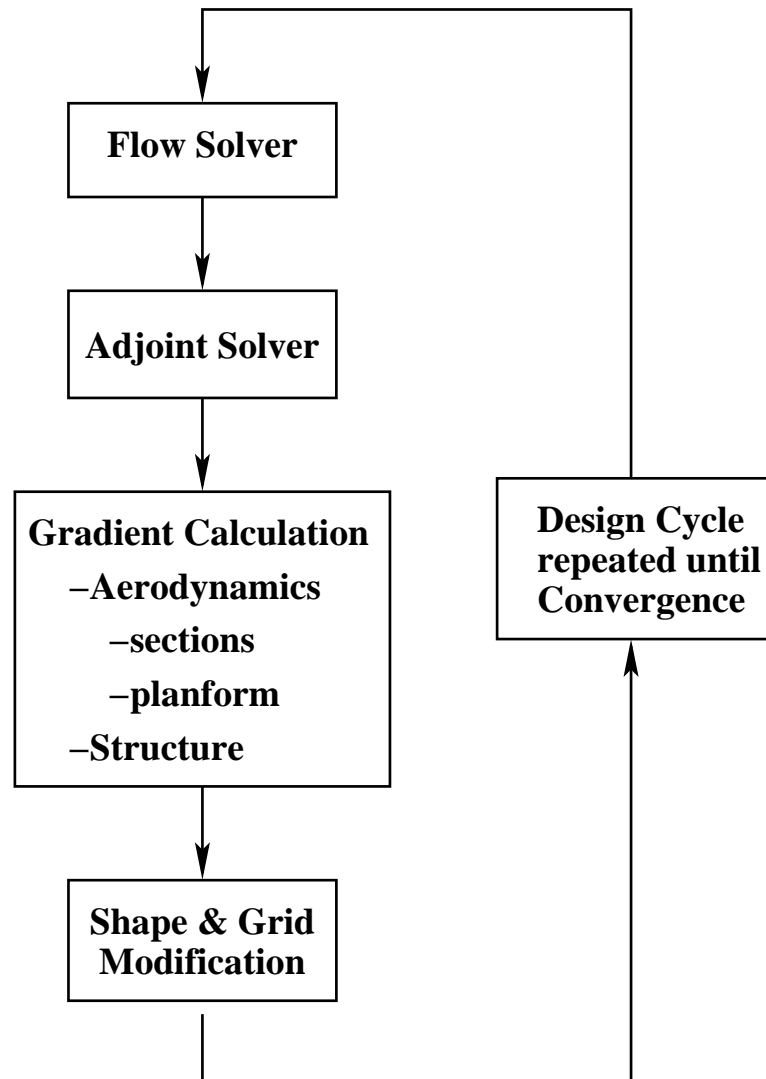 Flow Solver
Adjoint Solver
Gradient Calculation
–Aerodynamics
–sections
–planform
–Structure
Shape & Grid
Modification
Design Cycle
repeated until
Convergence